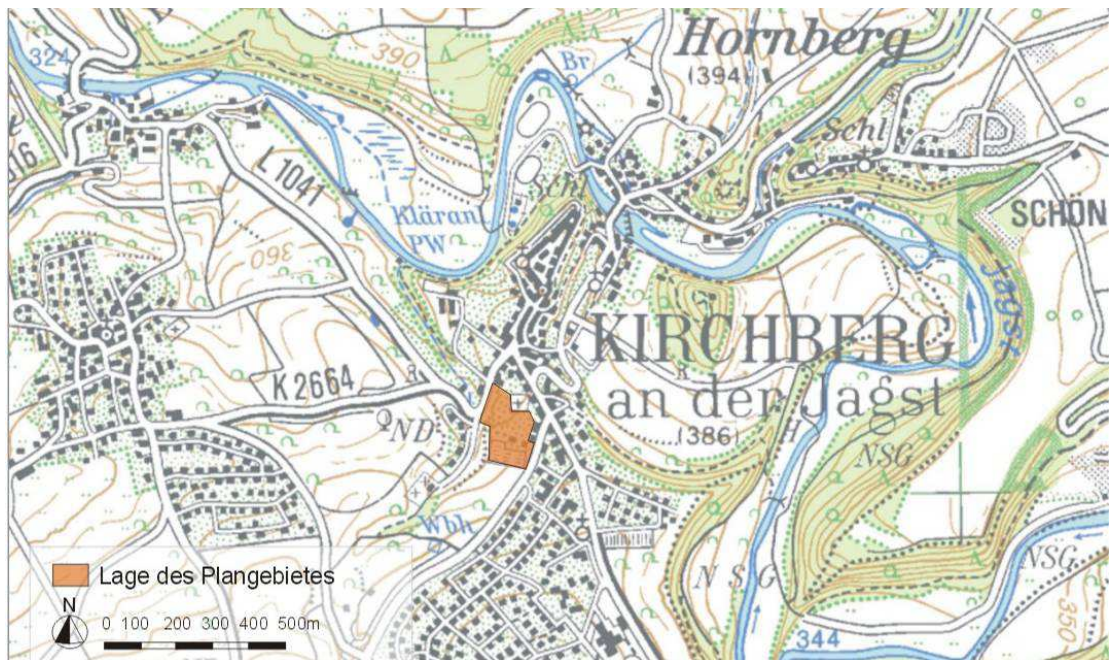 324
390
Hornberg
(394)
Br
Schl
L 1041
Schl
Kläranl.
PW
SCHÖN
360
Jagst
KIRCHBERG
an der Jagst
K 2664
(386)
H
ND
NSG
Wbh
NSG
NSG
344
350
Lage des Plangebietes
N
0 100 200 300 400 500m